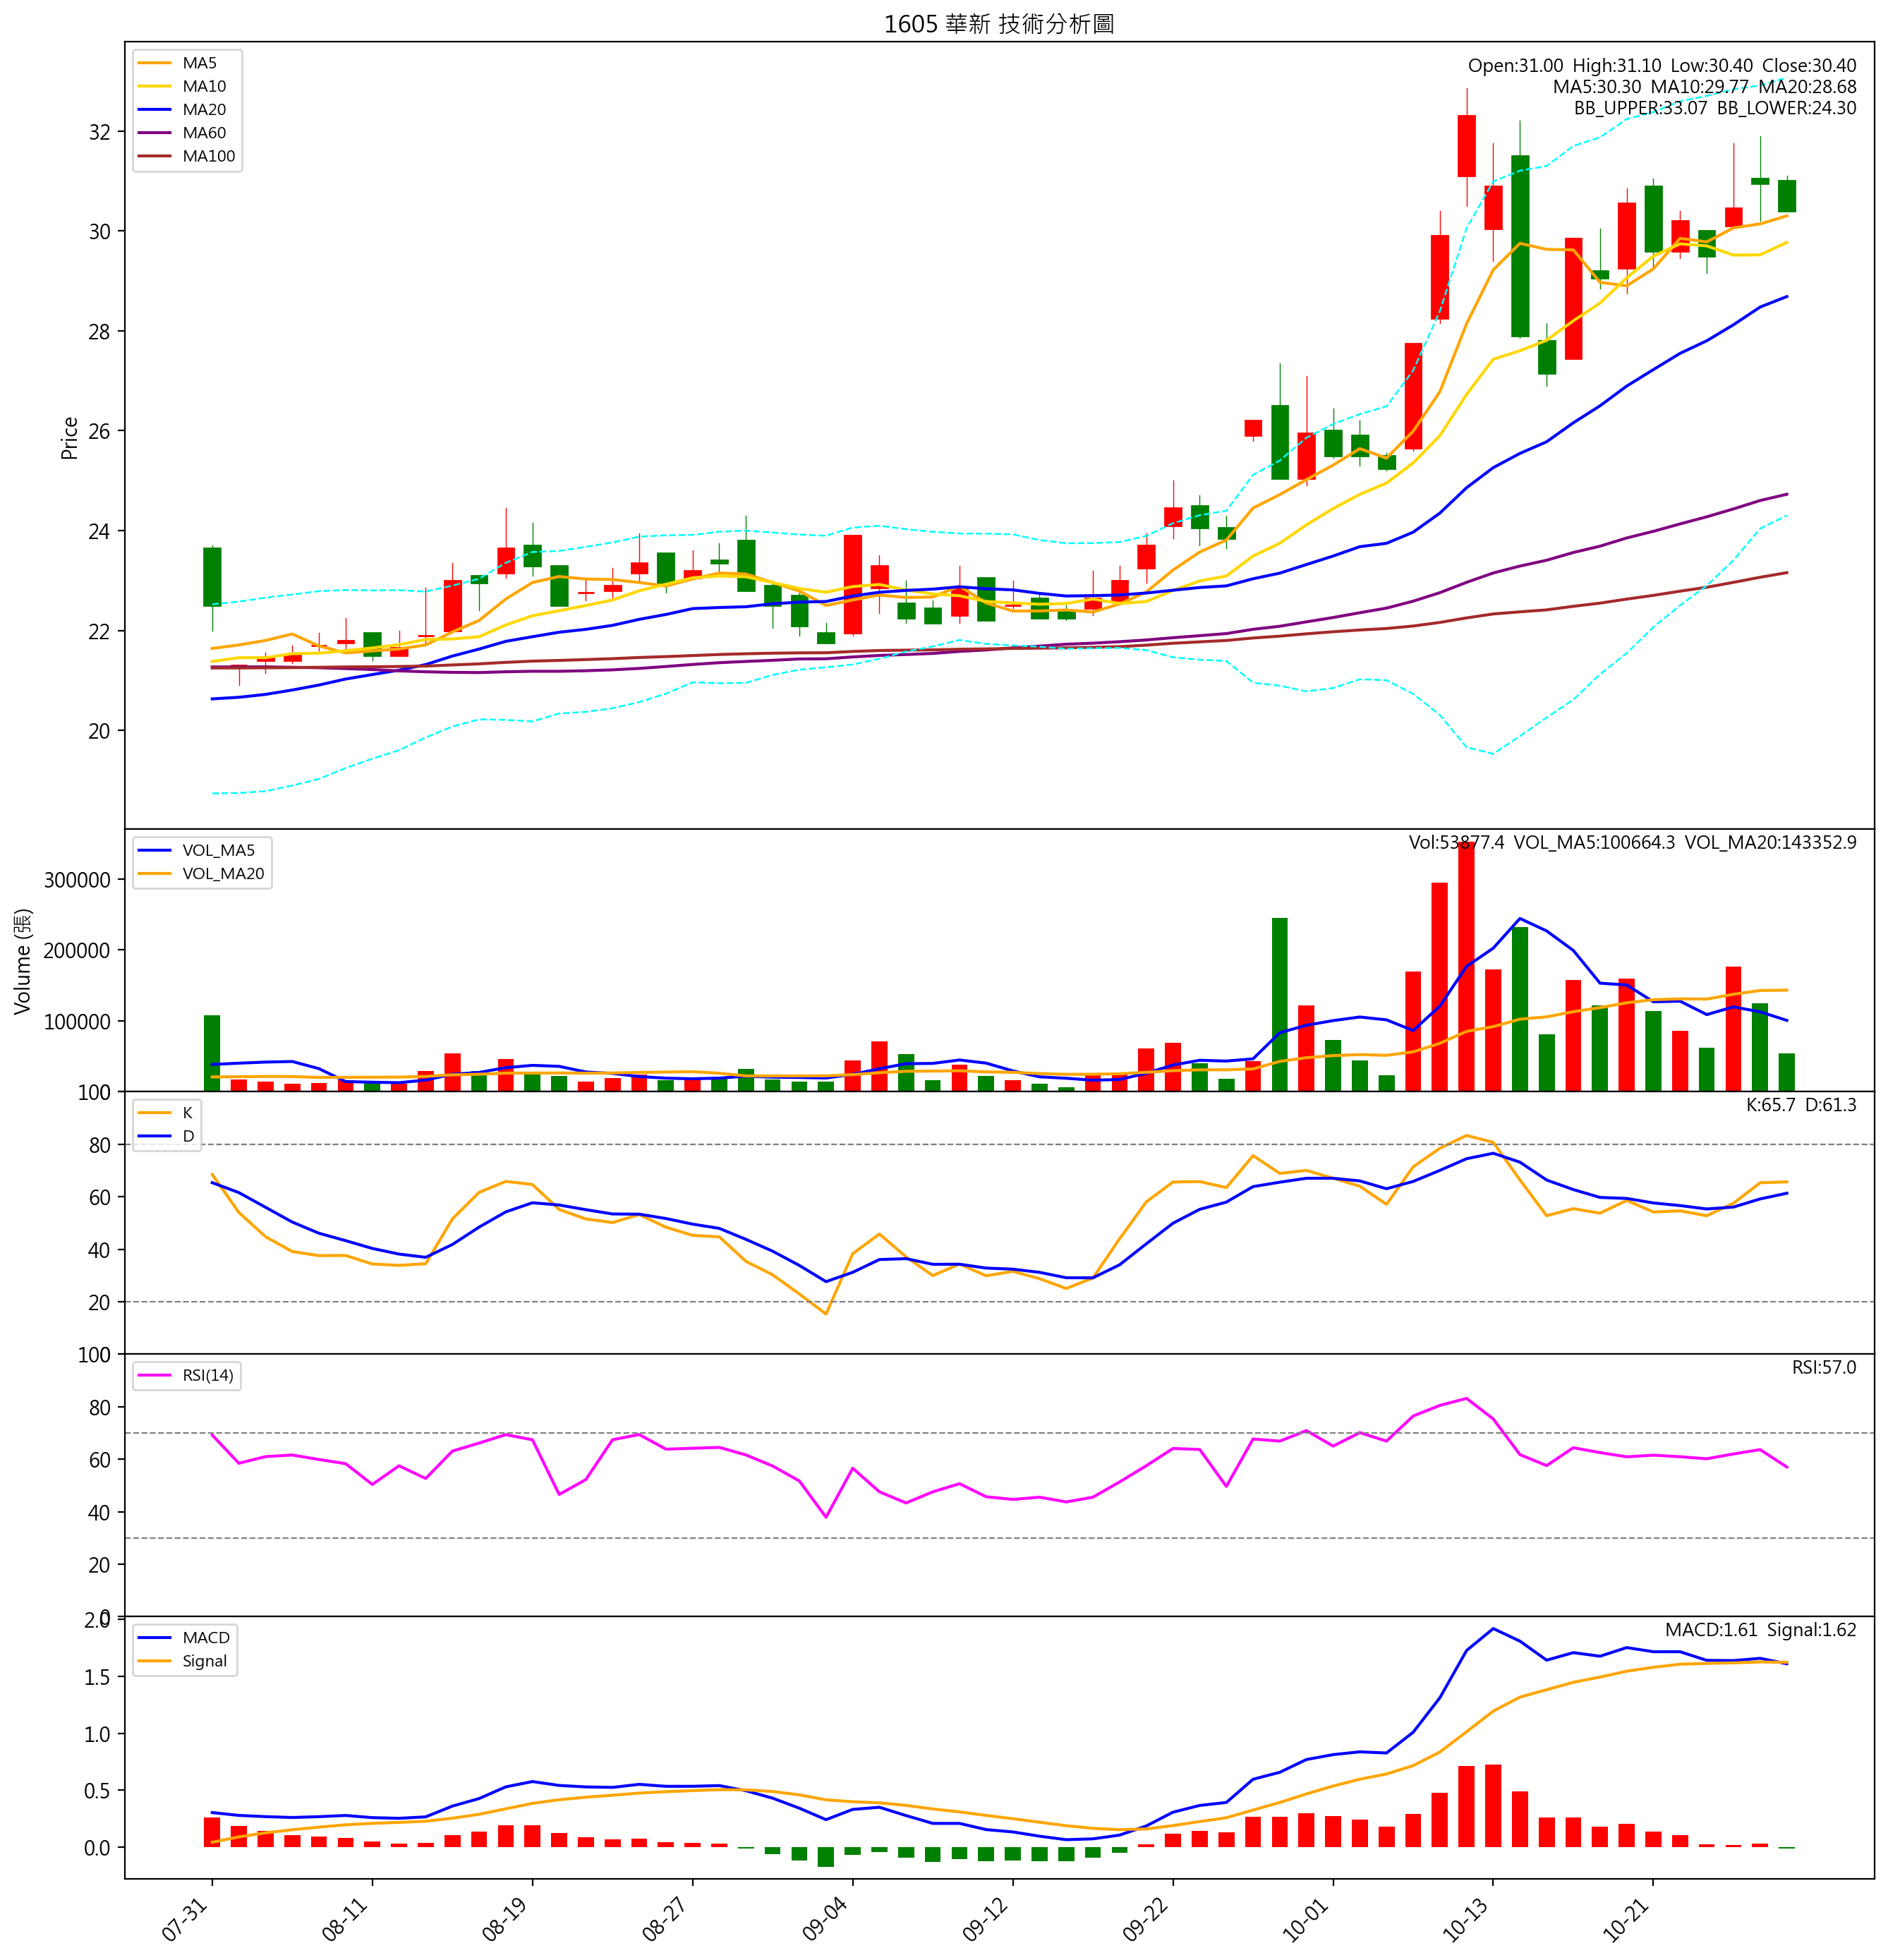 1605 華新 技術分析圖
MA5
MA10
MA20
MA60
MA100
Open:31.00 High:31.10 Low:30.40 Close:30.40
MA5:30.30 MA10:29.77 MA20:28.68
BB_UPPER:33.07 BB_LOWER:24.30
32
30
28
26
24
22
20
Price
VOL_MA5
VOL_MA20
Vol:53877.4 VOL_MA5:100664.3 VOL_MA20:143352.9
300000
200000
100000
Volume (張)
K
D
K:65.7 D:61.3
100
80
60
40
20
RSI(14)
RSI:57.0
100
80
60
40
20
0
MACD
Signal
MACD:1.61 Signal:1.62
2.0
1.5
1.0
0.5
0.0
07-31
08-11
08-19
08-27
09-04
09-12
09-22
10-01
10-13
10-21